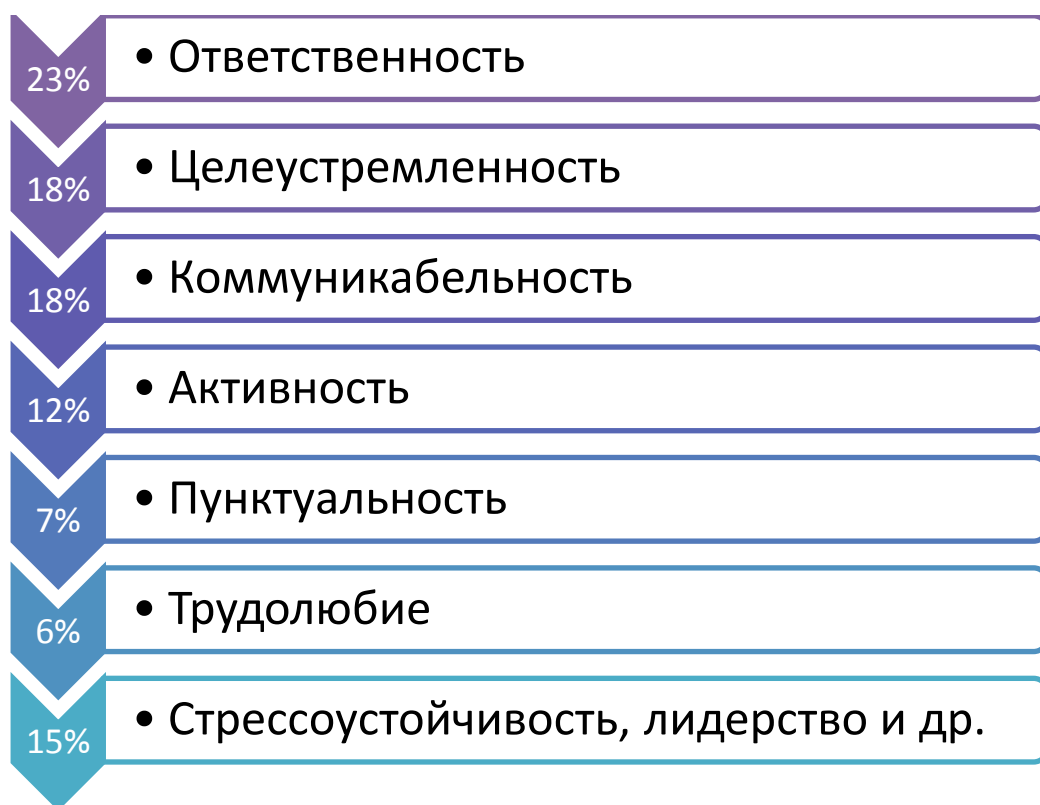 23%
• Ответственность
18%
• Целеустремленность
18%
• Коммуникабельность
12%
• Активность
7%
• Пунктуальность
6%
• Трудолюбие
15%
• Стрессоустойчивость, лидерство и др.